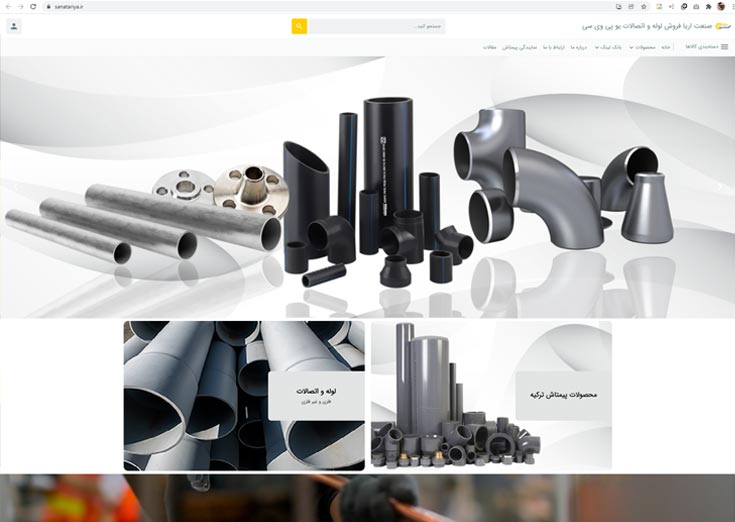 sanatariya.ir
صنعت اریا فروش لوله و اتصالات یو پی وی سی
جستجو کنید...
دسته‌بندی کالاها
خانه
محصولات
بانک لینک
درباره ما
ارتباط با ما
نمایندگی پیمتاش
مقالات
لوله و اتصالات
فلزی و غیر فلزی
محصولات پیمتاش ترکیه